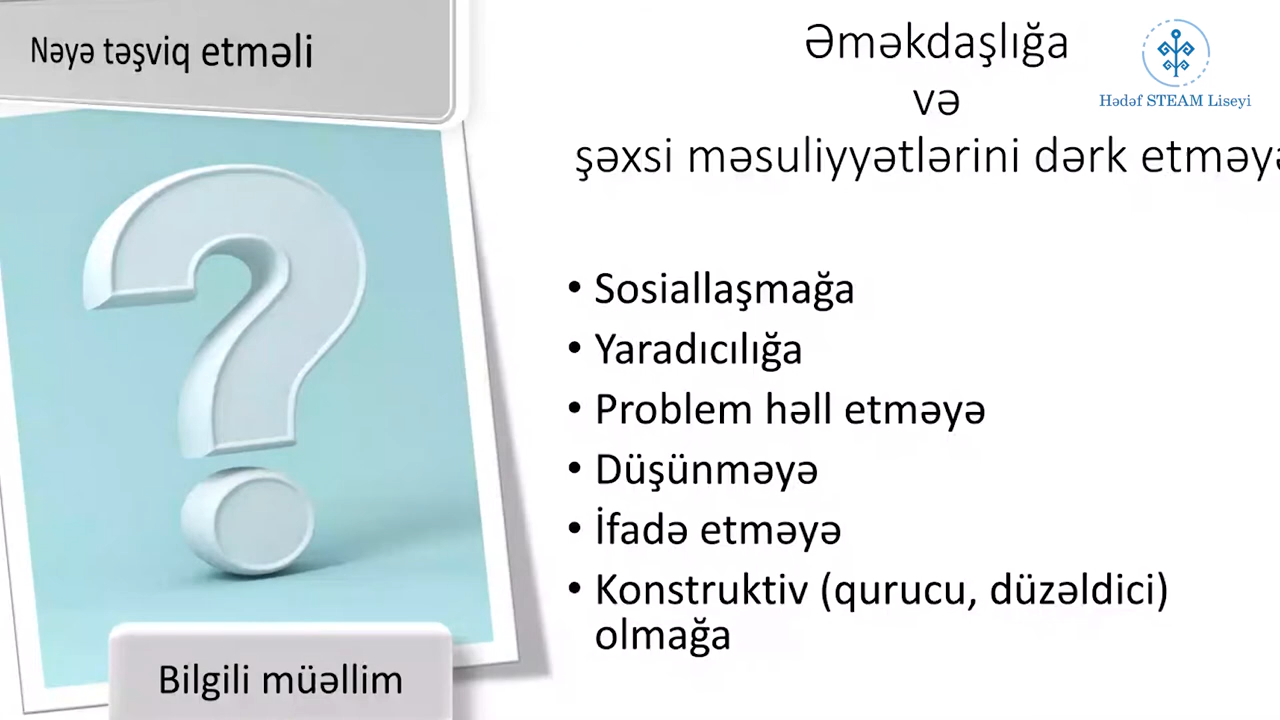 Nəyə təşviq etməli
Əməkdaşlığa
və
şəxsi məsuliyyətlərini dərk etməyə
Hədəf STEAM Liseyi
• Sosiallaşmağa
• Yaradıcılığa
• Problem həll etməyə
• Düşünməyə
• İfadə etməyə
• Konstruktiv (qurucu, düzəldici)
olmağa
Bilgili müəllim